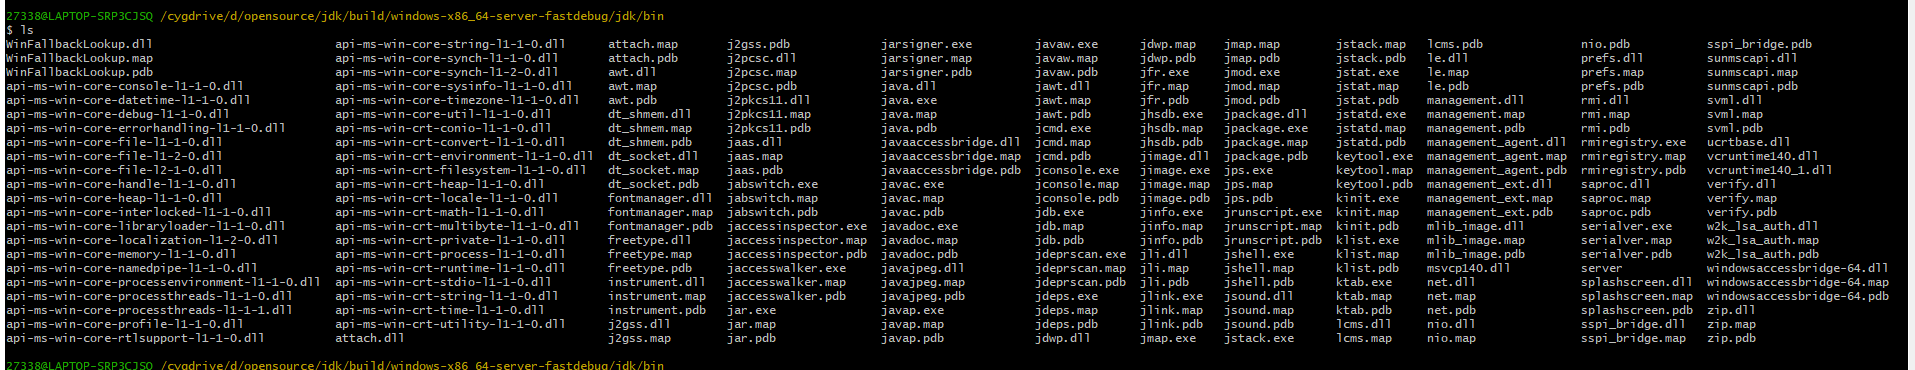 27338@LAPTOP-SRP3CJSQ /cygdrive/d/opensource/jdk/build/windows-x86_64-server-fastdebug/jdk/bin
$ ls
WinFallbackLookup.dll api-ms-win-core-string-l1-1-0.dll attach.map j2gss.pdb jarsigner.exe javaw.exe jdwp.map jmap.map jstack.map lcms.pdb nio.pdb sspi_bridge.pdb
WinFallbackLookup.map api-ms-win-core-synch-l1-1-0.dll attach.pdb j2pcsc.dll jarsigner.map javaw.map jdwp.pdb jmap.pdb jstack.pdb le.dll prefs.dll sunmscapi.dll
WinFallbackLookup.pdb api-ms-win-core-synch-l1-2-0.dll awt.dll j2pcsc.map jarsigner.pdb javaw.pdb jfr.exe jmod.exe jstat.exe le.map prefs.map sunmscapi.map
api-ms-win-core-console-l1-1-0.dll api-ms-win-core-sysinfo-l1-1-0.dll awt.map j2pcsc.pdb java.dll jawt.dll jfr.map jmod.map jstat.map le.pdb prefs.pdb sunmscapi.pdb
api-ms-win-core-datetime-l1-1-0.dll api-ms-win-core-timezone-l1-1-0.dll awt.pdb j2pkcs11.dll java.exe jawt.map jfr.pdb jmod.pdb jstat.pdb management.dll rmi.dll svml.dll
api-ms-win-core-debug-l1-1-0.dll api-ms-win-core-util-l1-1-0.dll dt_shmem.dll j2pkcs11.map java.map jawt.pdb jhsdb.exe jpackage.dll jstatd.exe management.map rmi.map svml.map
api-ms-win-core-errorhandling-l1-1-0.dll api-ms-win-crt-conio-l1-1-0.dll dt_shmem.map j2pkcs11.pdb java.pdb jcmd.exe jhsdb.map jpackage.exe jstatd.map management.pdb rmi.pdb svml.pdb
api-ms-win-core-file-l1-1-0.dll api-ms-win-crt-convert-l1-1-0.dll dt_shmem.pdb jaas.dll javaaccessbridge.dll jcmd.map jhsdb.pdb jpackage.map jstatd.pdb management_agent.dll rmiregistry.exe ucrtbase.dll
api-ms-win-core-file-l1-2-0.dll api-ms-win-crt-environment-l1-1-0.dll dt_socket.dll jaas.map javaaccessbridge.map jcmd.pdb jimage.dll jpackage.pdb keytool.exe management_agent.map rmiregistry.map vcruntime140.dll
api-ms-win-core-file-l2-1-0.dll api-ms-win-crt-filesystem-l1-1-0.dll dt_socket.map jaas.pdb javaaccessbridge.pdb jconsole.exe jimage.exe jps.exe keytool.map management_agent.pdb rmiregistry.pdb vcruntime140_1.dll
api-ms-win-core-handle-l1-1-0.dll api-ms-win-crt-heap-l1-1-0.dll dt_socket.pdb jabswitch.exe javac.exe jconsole.map jimage.map jps.map keytool.pdb management_ext.dll saproc.dll verify.dll
api-ms-win-core-heap-l1-1-0.dll api-ms-win-crt-locale-l1-1-0.dll fontmanager.dll jabswitch.map javac.map jconsole.pdb jimage.pdb jps.pdb kinit.exe management_ext.map saproc.map verify.map
api-ms-win-core-interlocked-l1-1-0.dll api-ms-win-crt-math-l1-1-0.dll fontmanager.map jabswitch.pdb javac.pdb jdb.exe jinfo.exe jrunscript.exe kinit.map management_ext.pdb saproc.pdb verify.pdb
api-ms-win-core-libraryloader-l1-1-0.dll api-ms-win-crt-multibyte-l1-1-0.dll fontmanager.pdb jaccessinspector.exe javadoc.exe jdb.map jinfo.map jrunscript.map kinit.pdb mlib_image.dll serialver.exe w2k_lsa_auth.dll
api-ms-win-core-localization-l1-2-0.dll api-ms-win-crt-private-l1-1-0.dll freetype.dll jaccessinspector.map javadoc.map jdb.pdb jinfo.pdb jrunscript.pdb klist.exe mlib_image.map serialver.map w2k_lsa_auth.map
api-ms-win-core-memory-l1-1-0.dll api-ms-win-crt-process-l1-1-0.dll freetype.map jaccessinspector.pdb javadoc.pdb jdeprscan.exe jli.dll jshell.exe klist.map mlib_image.pdb serialver.pdb w2k_lsa_auth.pdb
api-ms-win-core-namedpipe-l1-1-0.dll api-ms-win-crt-runtime-l1-1-0.dll freetype.pdb jaccesswalker.exe javajpeg.dll jdeprscan.map jli.map jshell.map klist.pdb msvcp140.dll server windowsaccessbridge-64.dll
api-ms-win-core-processenvironment-l1-1-0.dll api-ms-win-crt-stdio-l1-1-0.dll instrument.dll jaccesswalker.map javajpeg.map jdeprscan.pdb jli.pdb jshell.pdb ktab.exe net.dll splashscreen.dll windowsaccessbridge-64.map
api-ms-win-core-processthreads-l1-1-0.dll api-ms-win-crt-string-l1-1-0.dll instrument.map jaccesswalker.pdb javajpeg.pdb jdeps.exe jlink.exe jsound.dll ktab.map net.map splashscreen.map windowsaccessbridge-64.pdb
api-ms-win-core-processthreads-l1-1-1.dll api-ms-win-crt-time-l1-1-0.dll instrument.pdb jar.exe javap.exe jdeps.map jlink.map jsound.map ktab.pdb net.pdb splashscreen.pdb zip.dll
api-ms-win-core-profile-l1-1-0.dll api-ms-win-crt-utility-l1-1-0.dll j2gss.dll jar.map javap.map jdeps.pdb jlink.pdb jsound.pdb lcms.dll nio.dll sspi_bridge.dll zip.map
api-ms-win-core-rtlsupport-l1-1-0.dll attach.dll j2gss.map jar.pdb javap.pdb jdwp.dll jmap.exe jstack.exe lcms.map nio.map sspi_bridge.map zip.pdb
27338@LAPTOP-SRP3CJSQ /cygdrive/d/opensource/jdk/build/windows-x86_64-server-fastdebug/jdk/bin